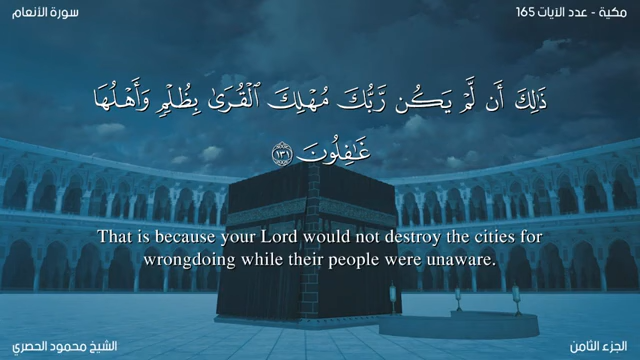 سورة الأنعام
مكية - عدد الآيات 165
ذَٰلِكَ أَن لَّمْ يَكُن رَّبُّكَ مُهْلِكَ ٱلْقُرَىٰ بِظُلْمٍ وَأَهْلُهَا
غَٰفِلُونَ ١٣١
That is because your Lord would not destroy the cities for
wrongdoing while their people were unaware.
الشيخ محمود الحصري
الجزء الثامن